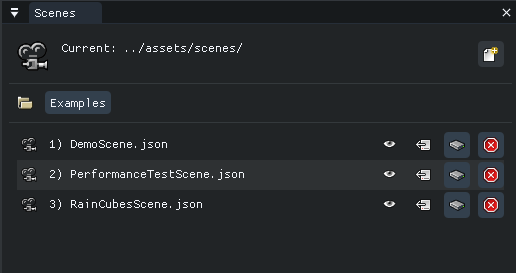 Scenes
Current: ../assets/scenes/
Examples
1) DemoScene.json
2) PerformanceTestScene.json
3) RainCubesScene.json